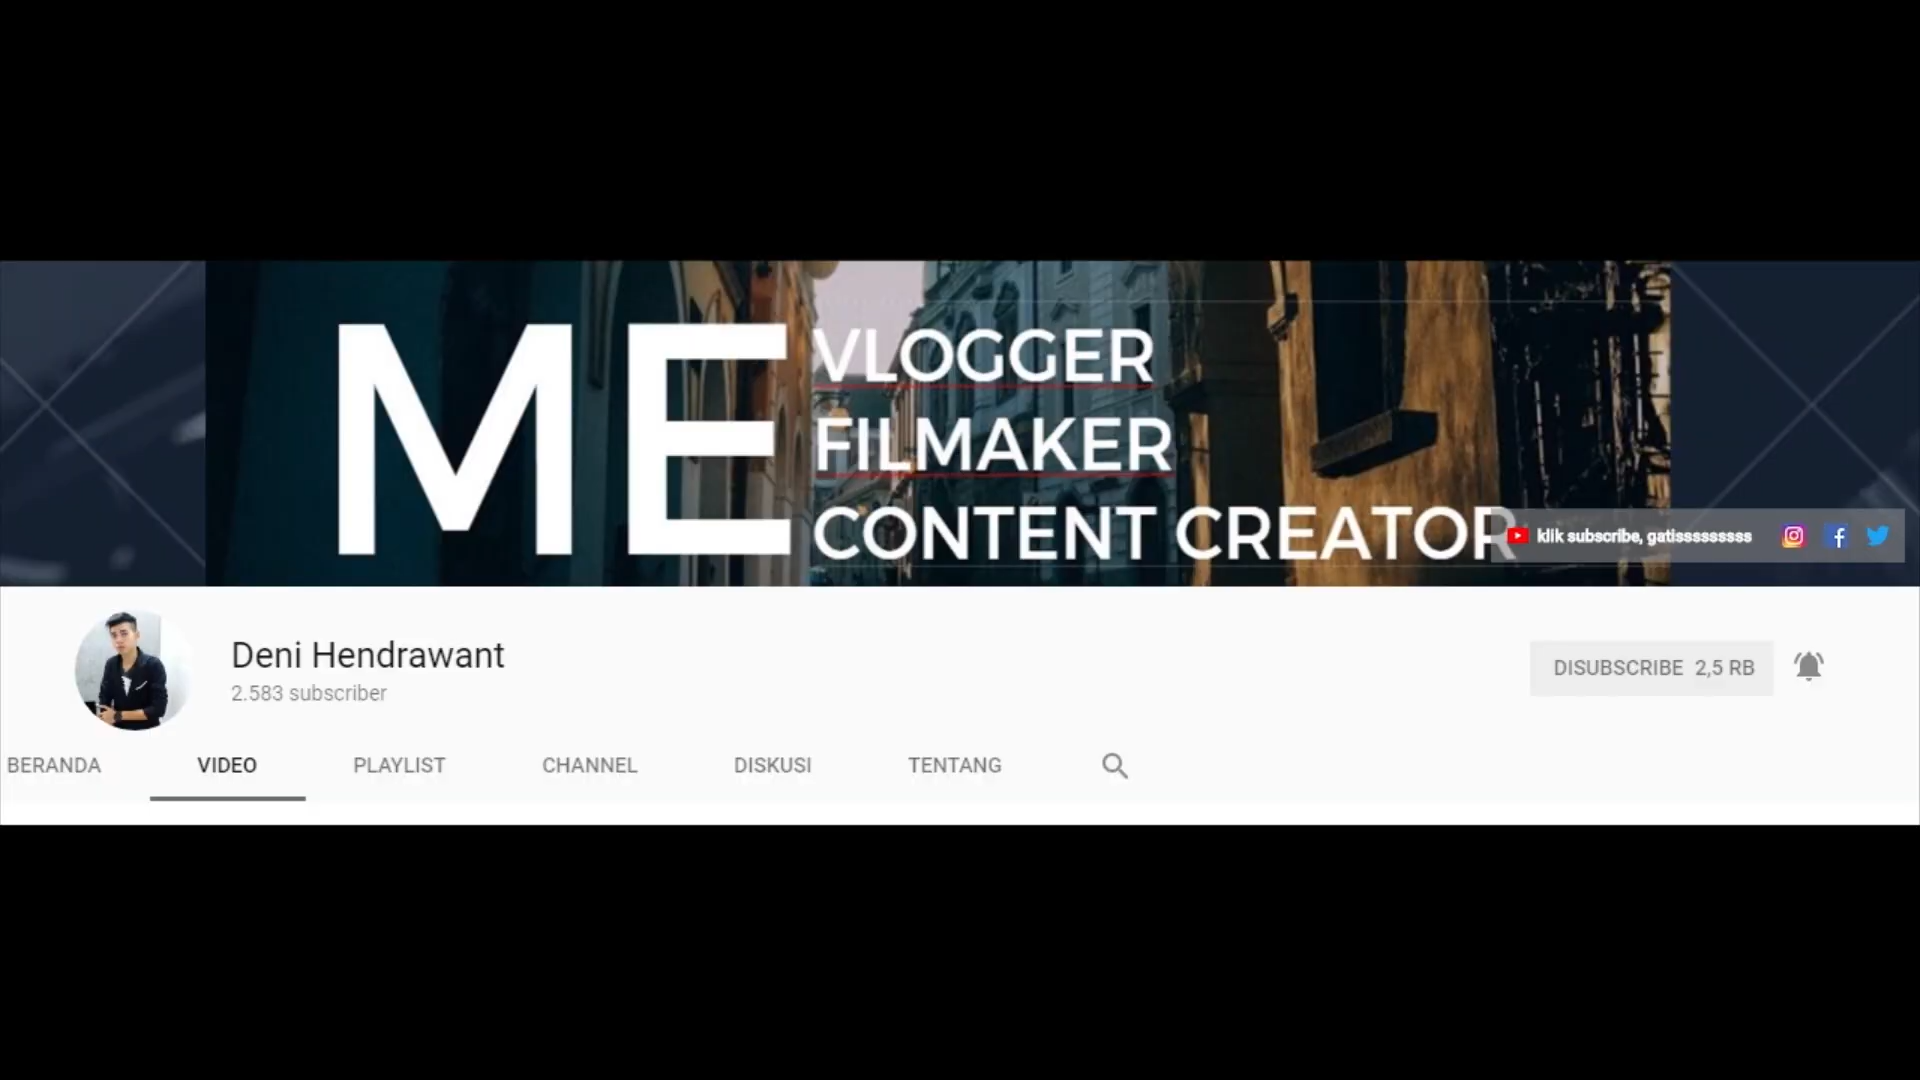 ME
VLOGGER
FILMAKER
CONTENT CREATOR
klik subscribe, gatisssssssss
Deni Hendrawant
2.583 subscriber
DISUBSCRIBE 2,5 RB
BERANDA VIDEO PLAYLIST CHANNEL DISKUSI TENTANG